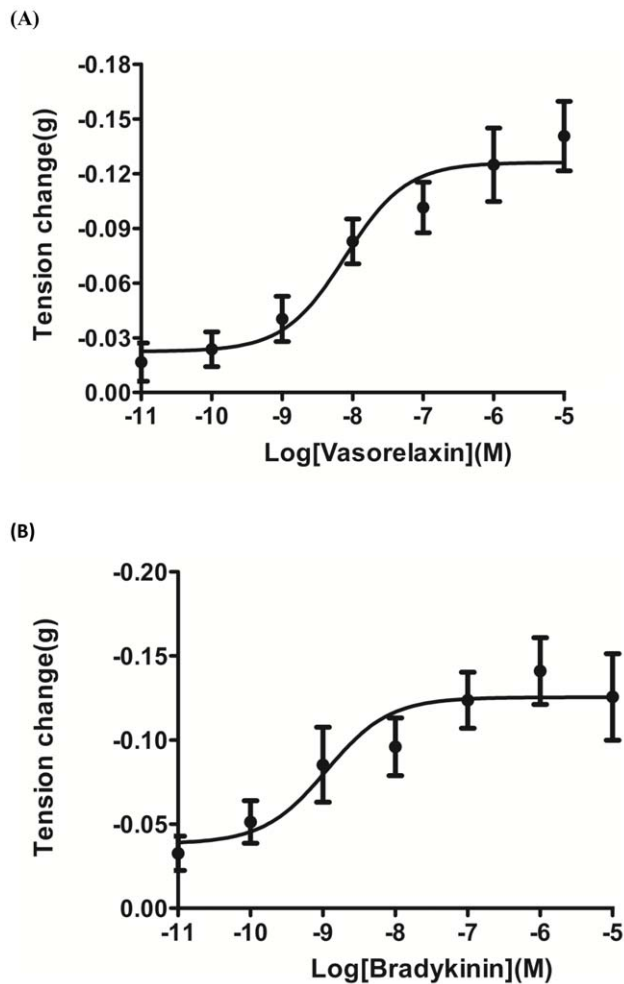 (A)
-0.18
-0.15
-0.12
-0.09
-0.06
-0.03
0.00
Tension change(g)
-11 -10 -9 -8 -7 -6 -5
Log[Vasorelaxin](M)
(B)
-0.20
-0.15
-0.10
-0.05
0.00
Tension change(g)
-11 -10 -9 -8 -7 -6 -5
Log[Bradykinin](M)